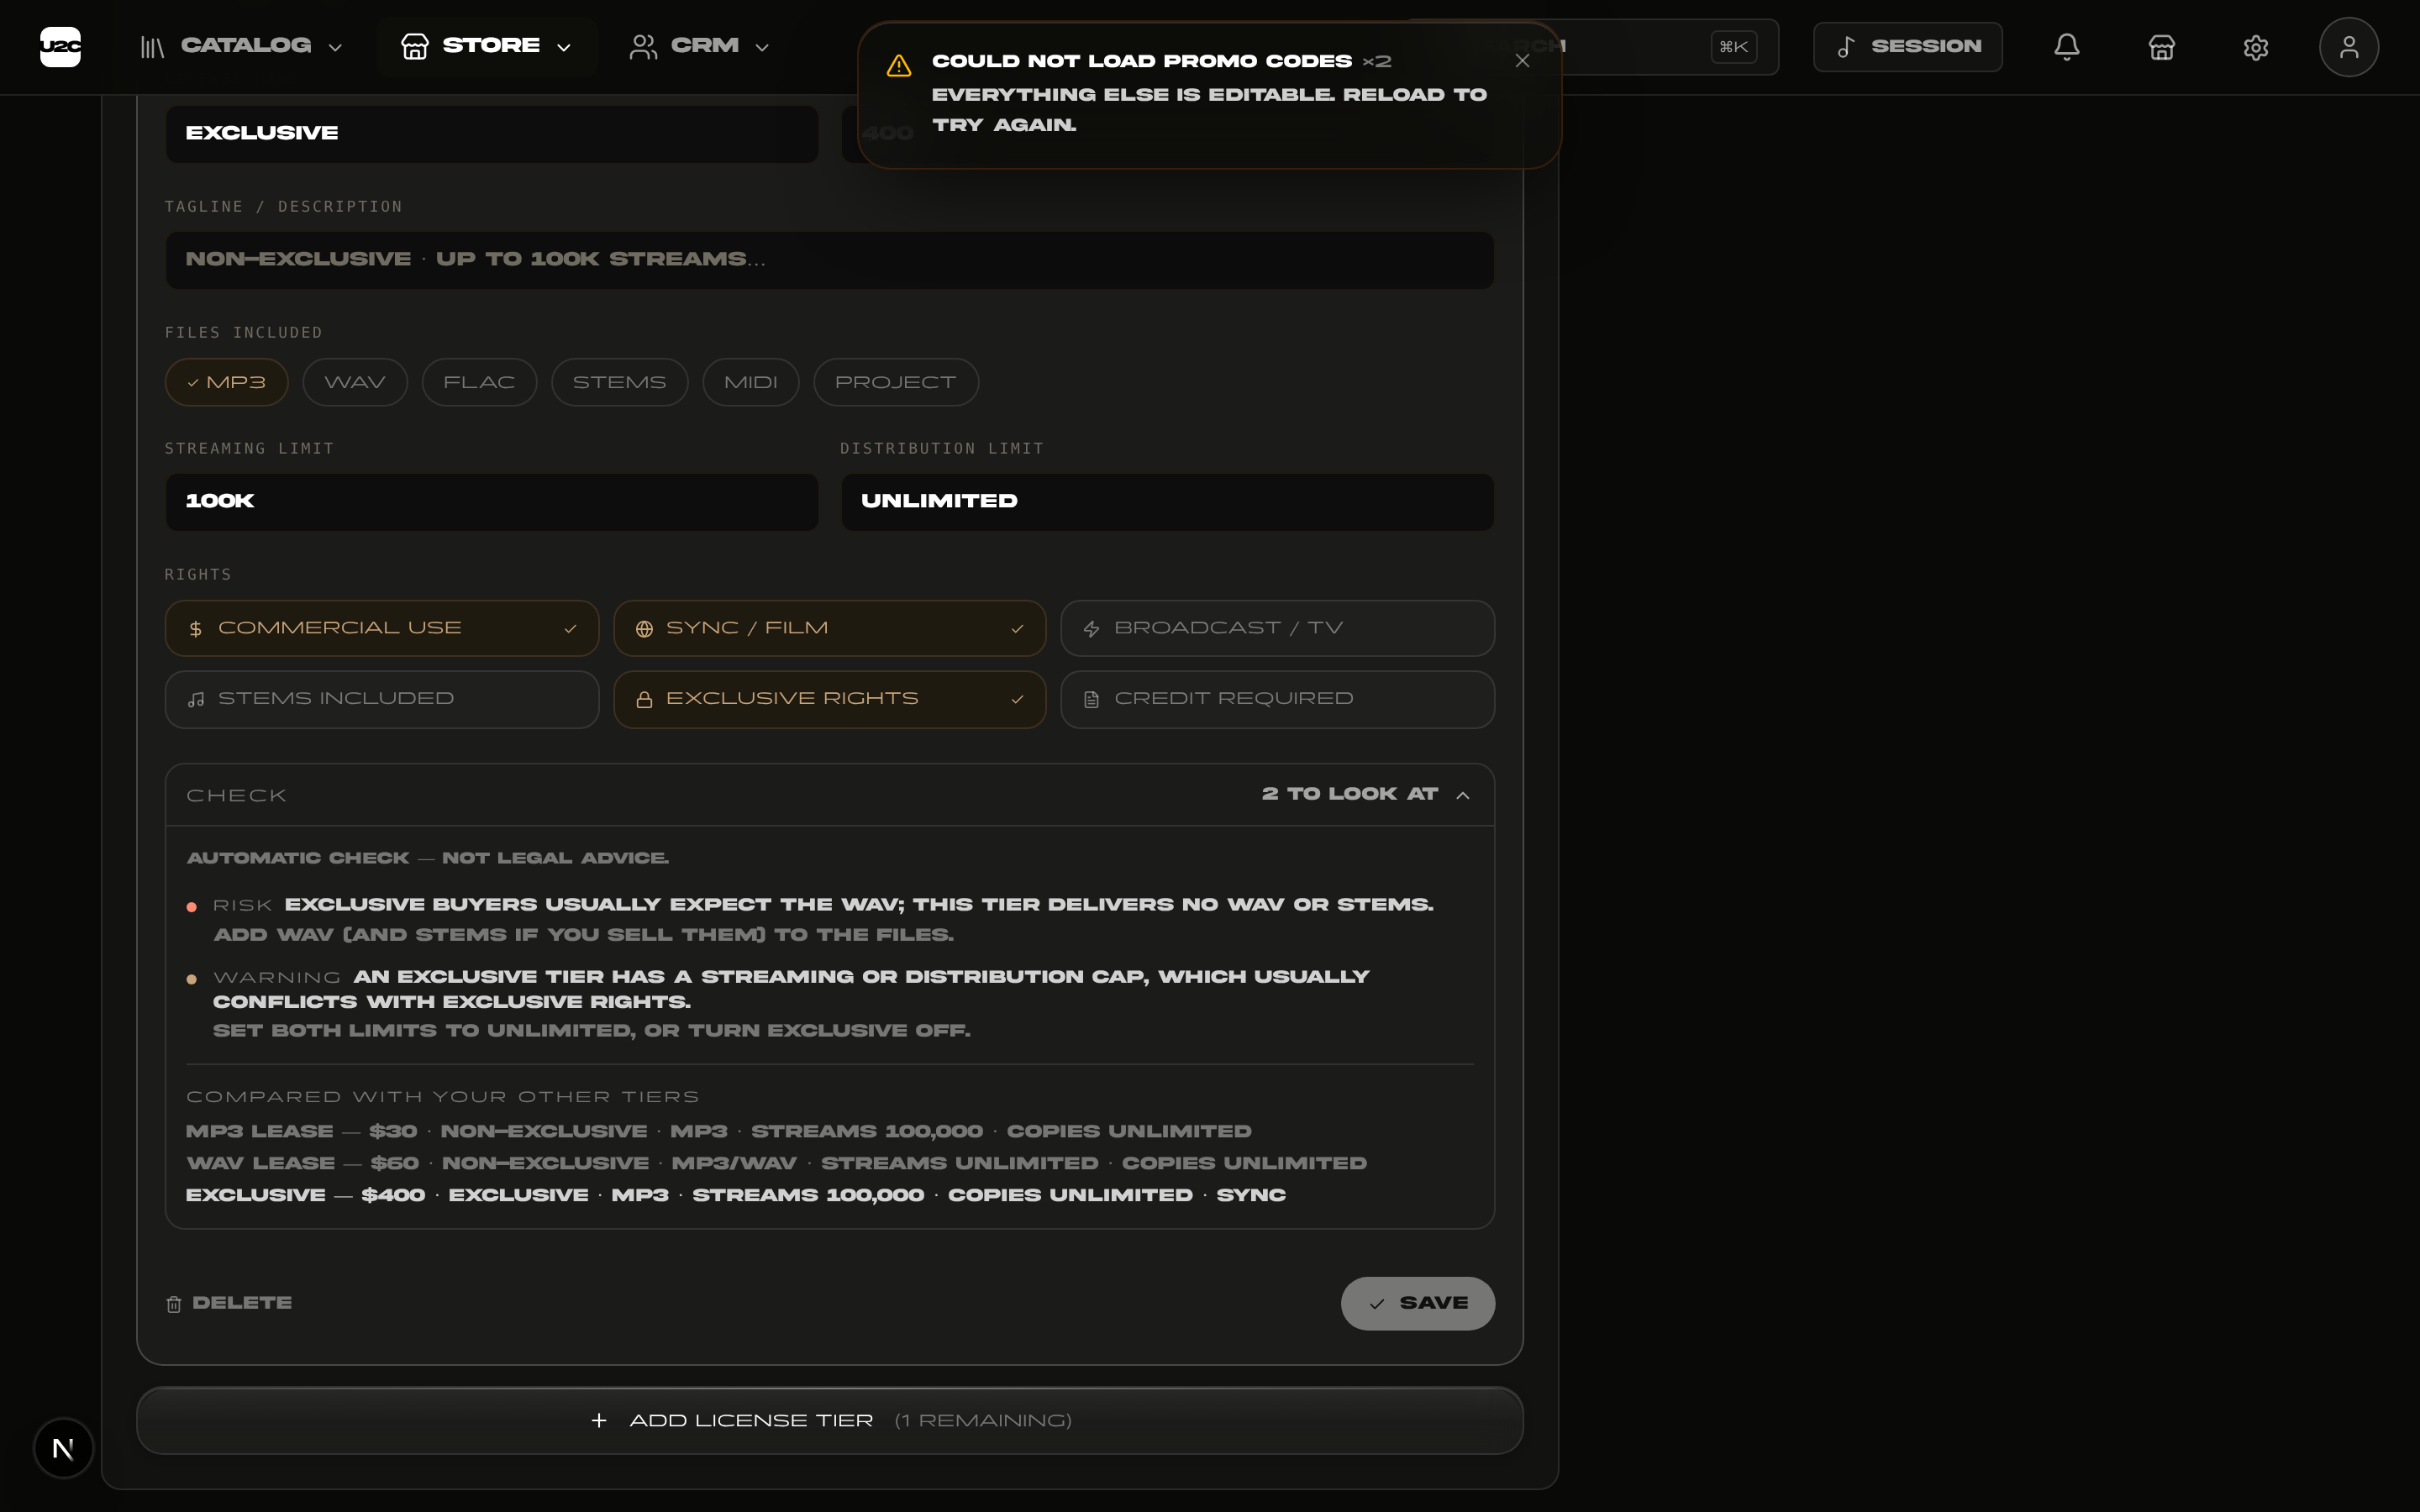 U2C
CATALOG
STORE
CRM
⌘K
SESSION
COULD NOT LOAD PROMO CODES ×2
EVERYTHING ELSE IS EDITABLE. RELOAD TO
TRY AGAIN.
EXCLUSIVE
400
TAGLINE / DESCRIPTION
NON-EXCLUSIVE · UP TO 100K STREAMS...
FILES INCLUDED
MP3
WAV
FLAC
STEMS
MIDI
PROJECT
STREAMING LIMIT
DISTRIBUTION LIMIT
100K
UNLIMITED
RIGHTS
COMMERCIAL USE
SYNC / FILM
BROADCAST / TV
STEMS INCLUDED
EXCLUSIVE RIGHTS
CREDIT REQUIRED
CHECK
2 TO LOOK AT
AUTOMATIC CHECK — NOT LEGAL ADVICE.
RISK EXCLUSIVE BUYERS USUALLY EXPECT THE WAV; THIS TIER DELIVERS NO WAV OR STEMS.
ADD WAV (AND STEMS IF YOU SELL THEM) TO THE FILES.
WARNING AN EXCLUSIVE TIER HAS A STREAMING OR DISTRIBUTION CAP, WHICH USUALLY
CONFLICTS WITH EXCLUSIVE RIGHTS.
SET BOTH LIMITS TO UNLIMITED, OR TURN EXCLUSIVE OFF.
COMPARED WITH YOUR OTHER TIERS
MP3 LEASE — $30 · NON-EXCLUSIVE · MP3 · STREAMS 100,000 · COPIES UNLIMITED
WAV LEASE — $60 · NON-EXCLUSIVE · MP3/WAV · STREAMS UNLIMITED · COPIES UNLIMITED
EXCLUSIVE — $400 · EXCLUSIVE · MP3 · STREAMS 100,000 · COPIES UNLIMITED · SYNC
DELETE
SAVE
+ ADD LICENSE TIER (1 REMAINING)
N